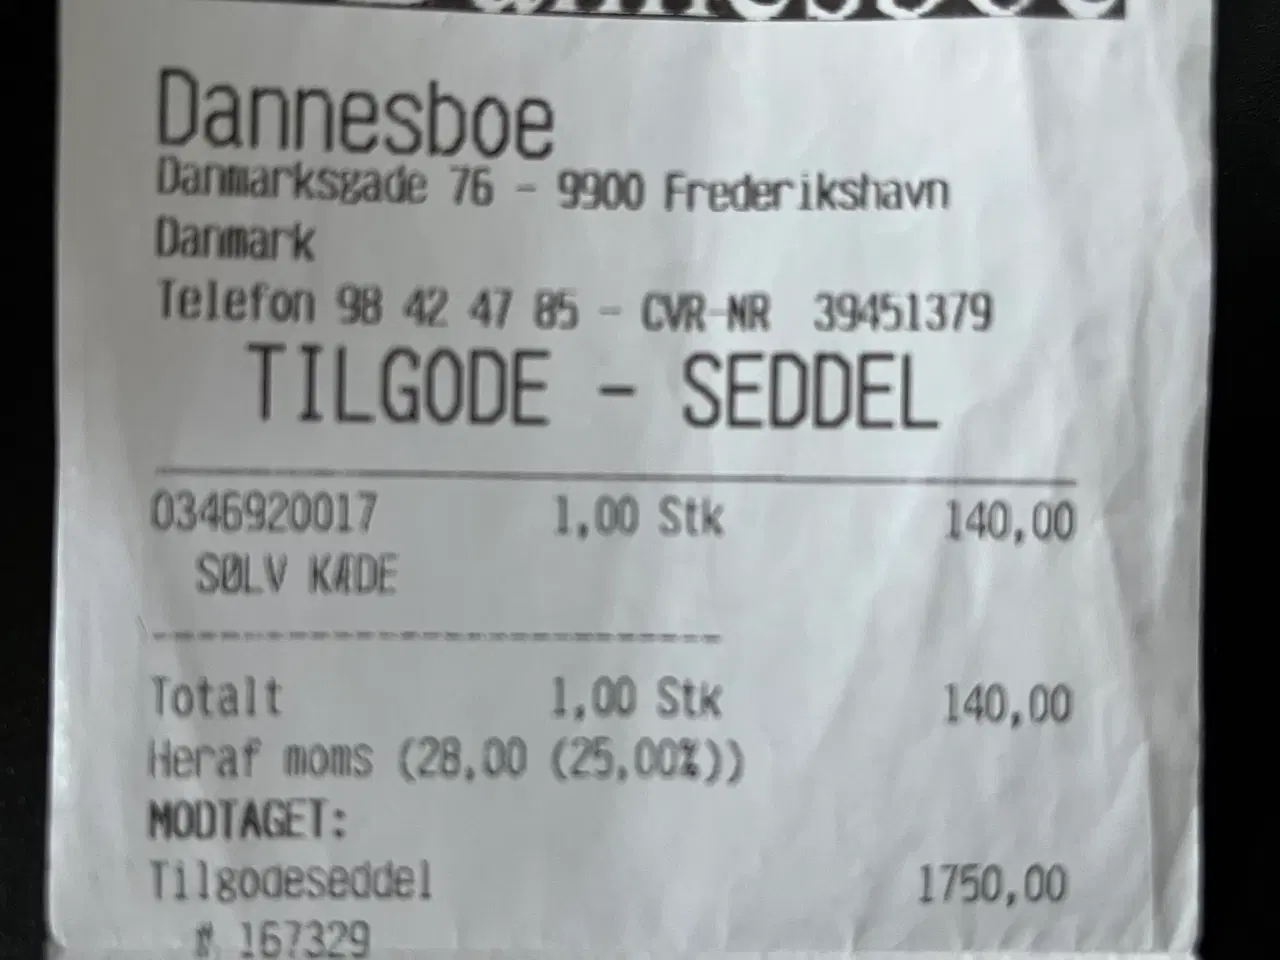 Dannesboe
Dannesboe
Danmarksgade 76 - 9900 Frederikshavn
Danmark
Telefon 98 42 47 85 - CVR-NR 39451379
TILGODE - SEDDEL
0346920017 1,00 Stk 140,00
SØLV KÆDE
Totalt 1,00 Stk 140,00
Heraf moms (28,00 (25,00%))
MODTAGET:
Tilgodeseddel 1750,00
# 167329